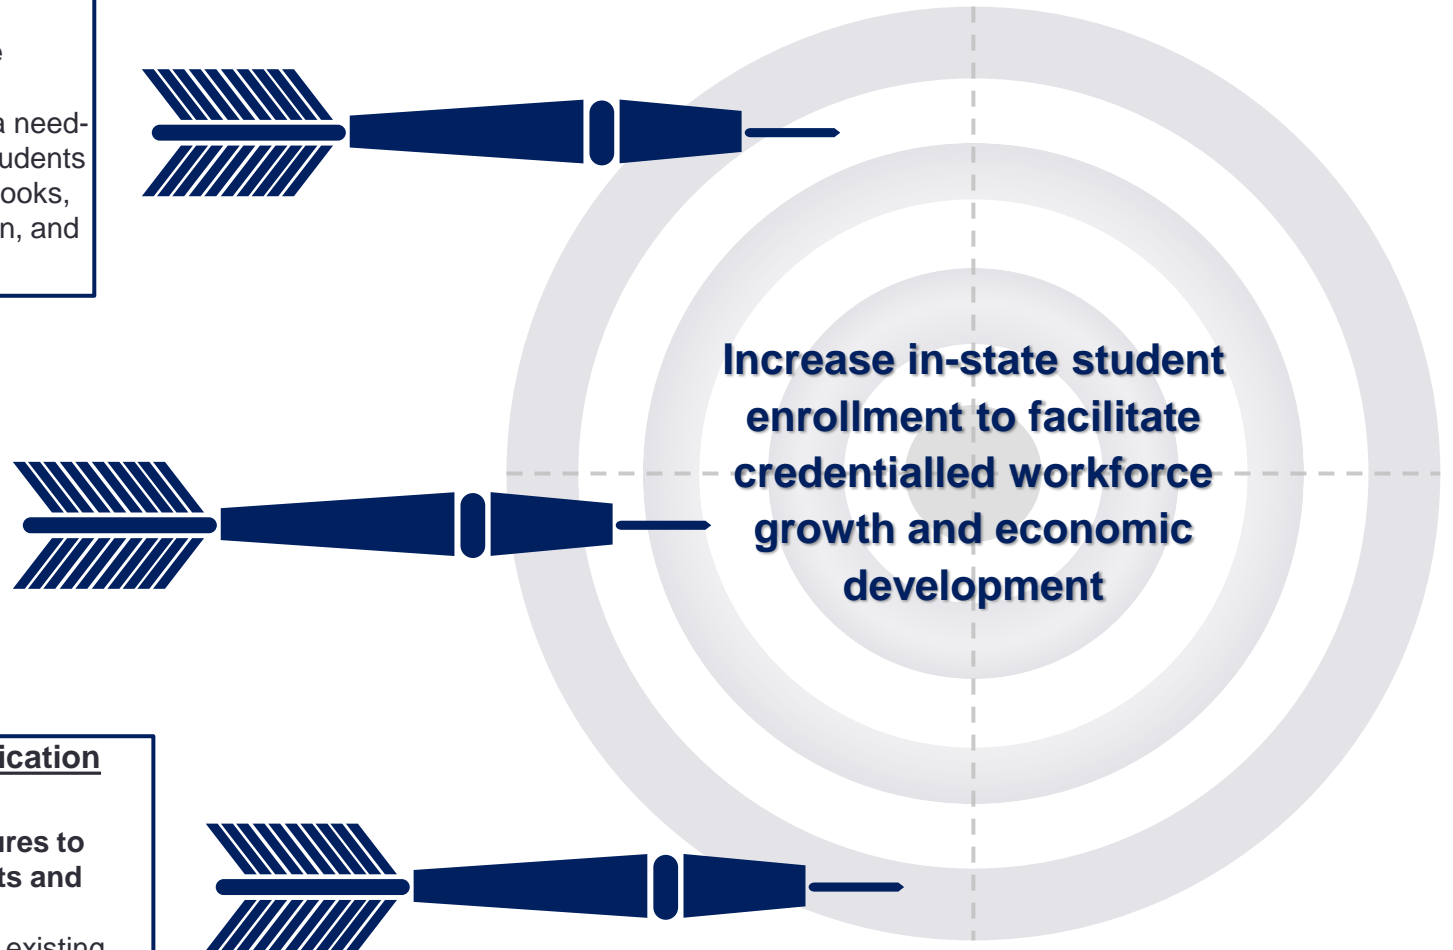 a need-
udents
ooks,
n, and
Increase in-state student
enrollment to facilitate
credentialled workforce
growth and economic
development
ication
ures to
ts and
existing